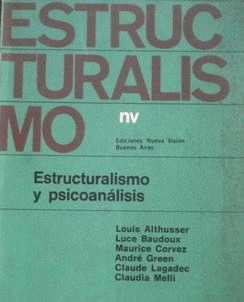 ESTRUC
TURALIS
MO
nv
Ediciones Nueva Visión
Buenos Aires
Estructuralismo
y psicoanálisis
Louis Althusser
Luce Baudoux
Maurice Corvez
André Green
Claude Lagadec
Claudia Melli